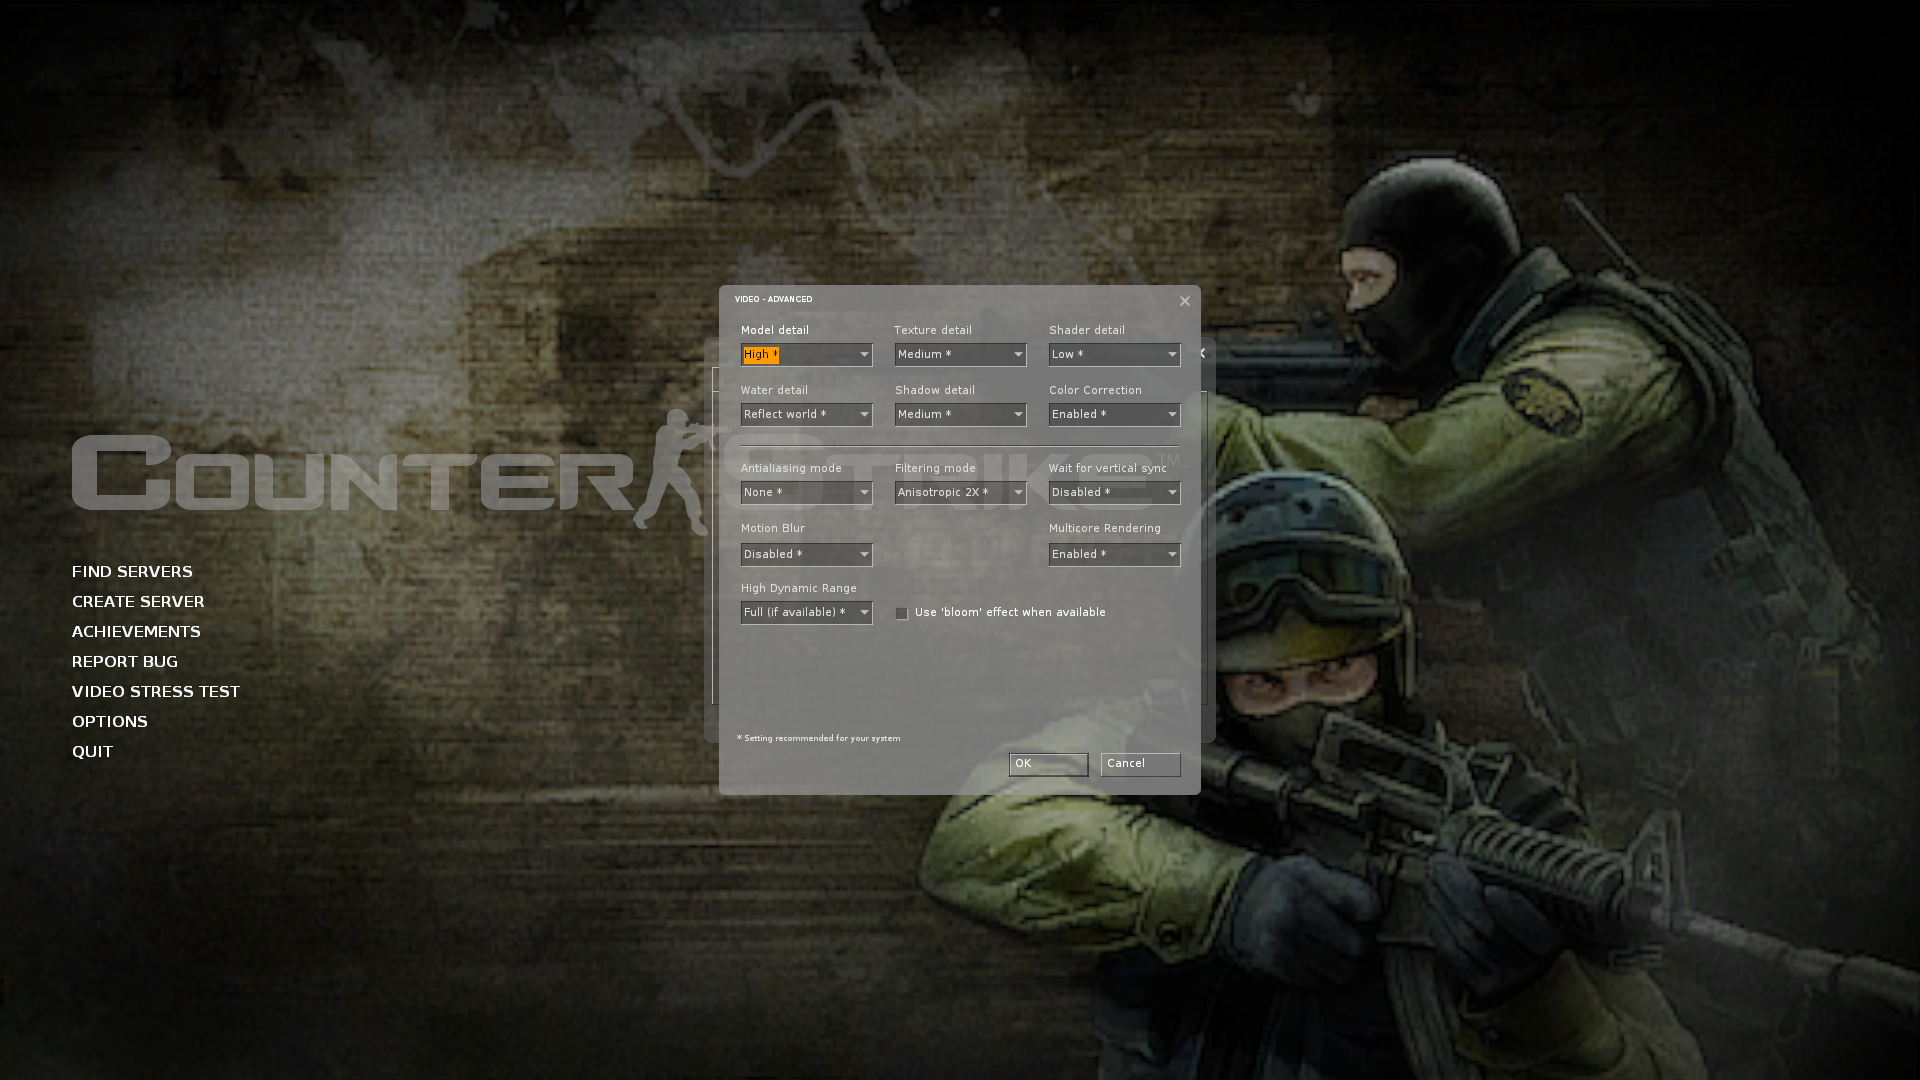 VIDEO - ADVANCED
Model detail Texture detail Shader detail
High * Medium * Low *
Water detail Shadow detail Color Correction
Reflect world * Medium * Enabled *
COUNTER STRIKE™
Antialiasing mode Filtering mode Wait for vertical sync
None * Anisotropic 2X * Disabled *
Motion Blur Multicore Rendering
Disabled * Enabled *
High Dynamic Range
Full (if available) * Use 'bloom' effect when available
* Setting recommended for your system
OK Cancel
FIND SERVERS
CREATE SERVER
ACHIEVEMENTS
REPORT BUG
VIDEO STRESS TEST
OPTIONS
QUIT